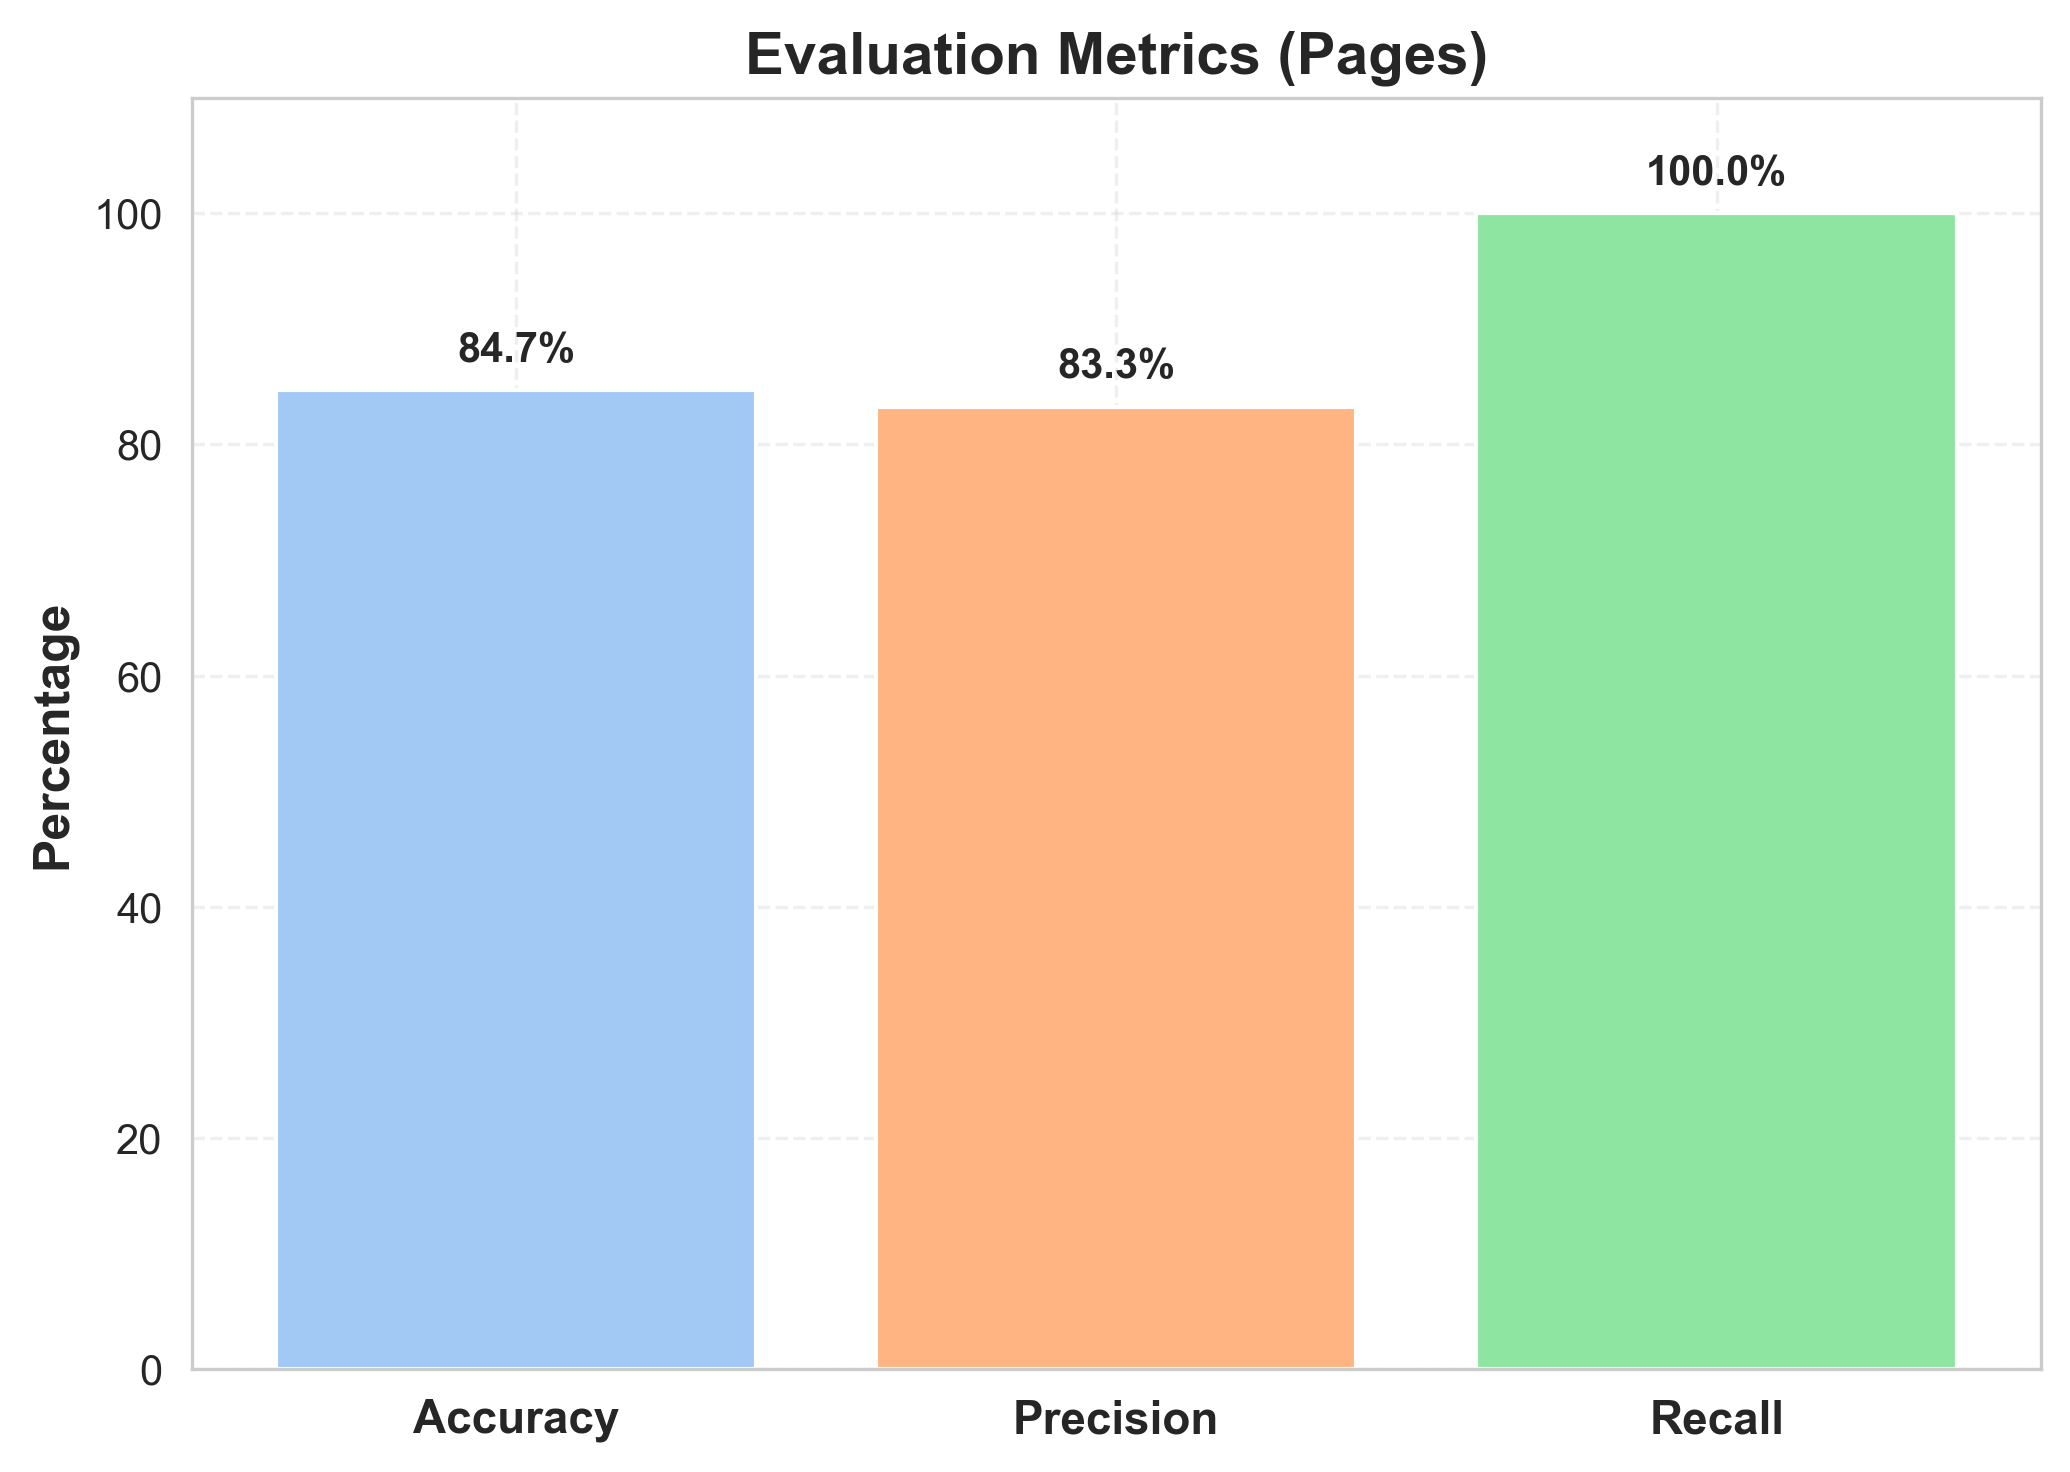 Evaluation Metrics (Pages)
Percentage
100
80
60
40
20
0
84.7%
83.3%
100.0%
Accuracy
Precision
Recall